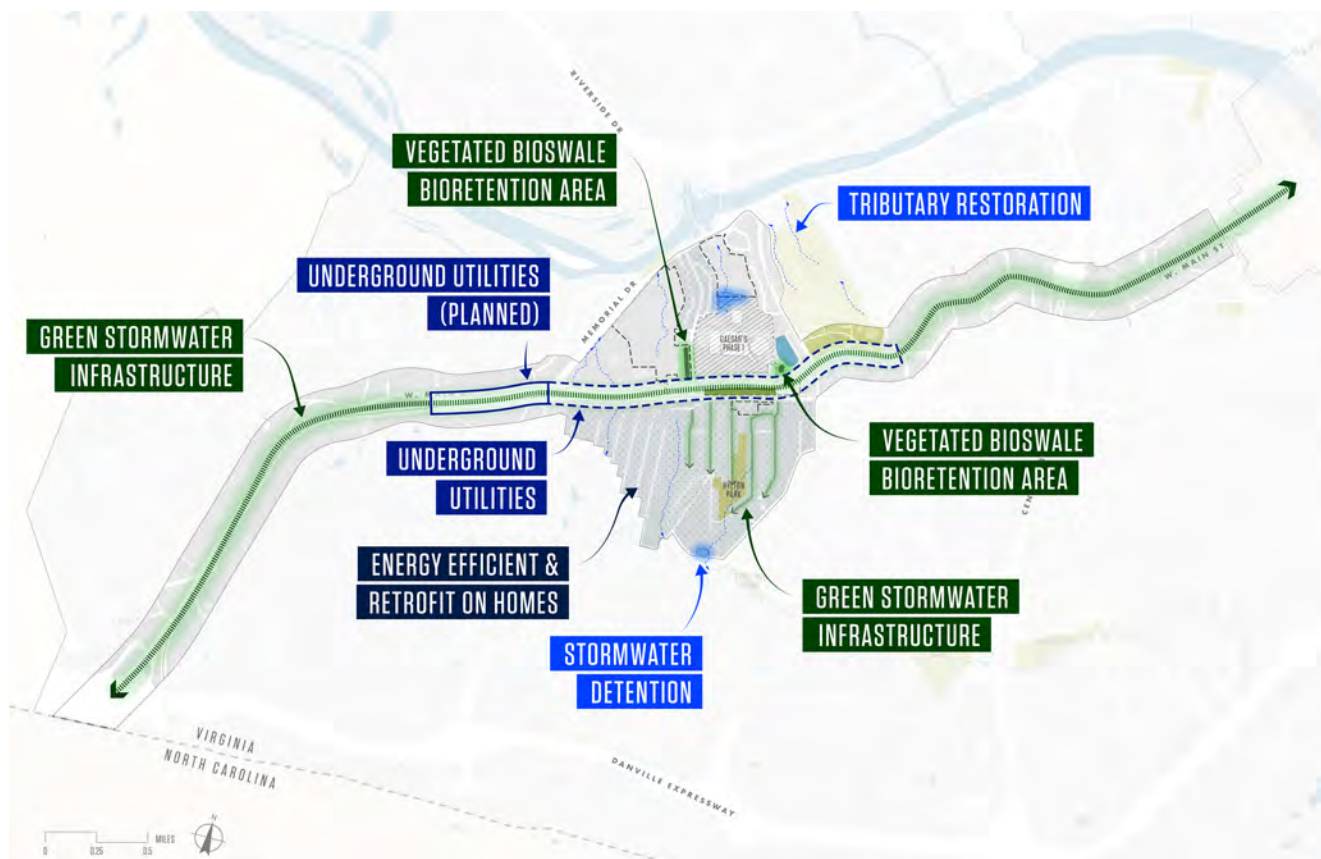 RIVERSIDE DR
VEGETATED BIOSWALE
BIORETENTION AREA
TRIBUTARY RESTORATION
UNDERGROUND UTILITIES
(PLANNED)
MEMORIAL DR
W. MAIN ST
GREEN STORMWATER
INFRASTRUCTURE
CAESAR'S
PHASE 1
W.
UNDERGROUND
UTILITIES
VEGETATED BIOSWALE
BIORETENTION AREA
PARK
CEN
ENERGY EFFICIENT &
RETROFIT ON HOMES
GREEN STORMWATER
INFRASTRUCTURE
STORMWATER
DETENTION
VIRGINIA
NORTH CAROLINA
DANVILLE EXPRESSWAY
N
MILES
0 0.25 0.5